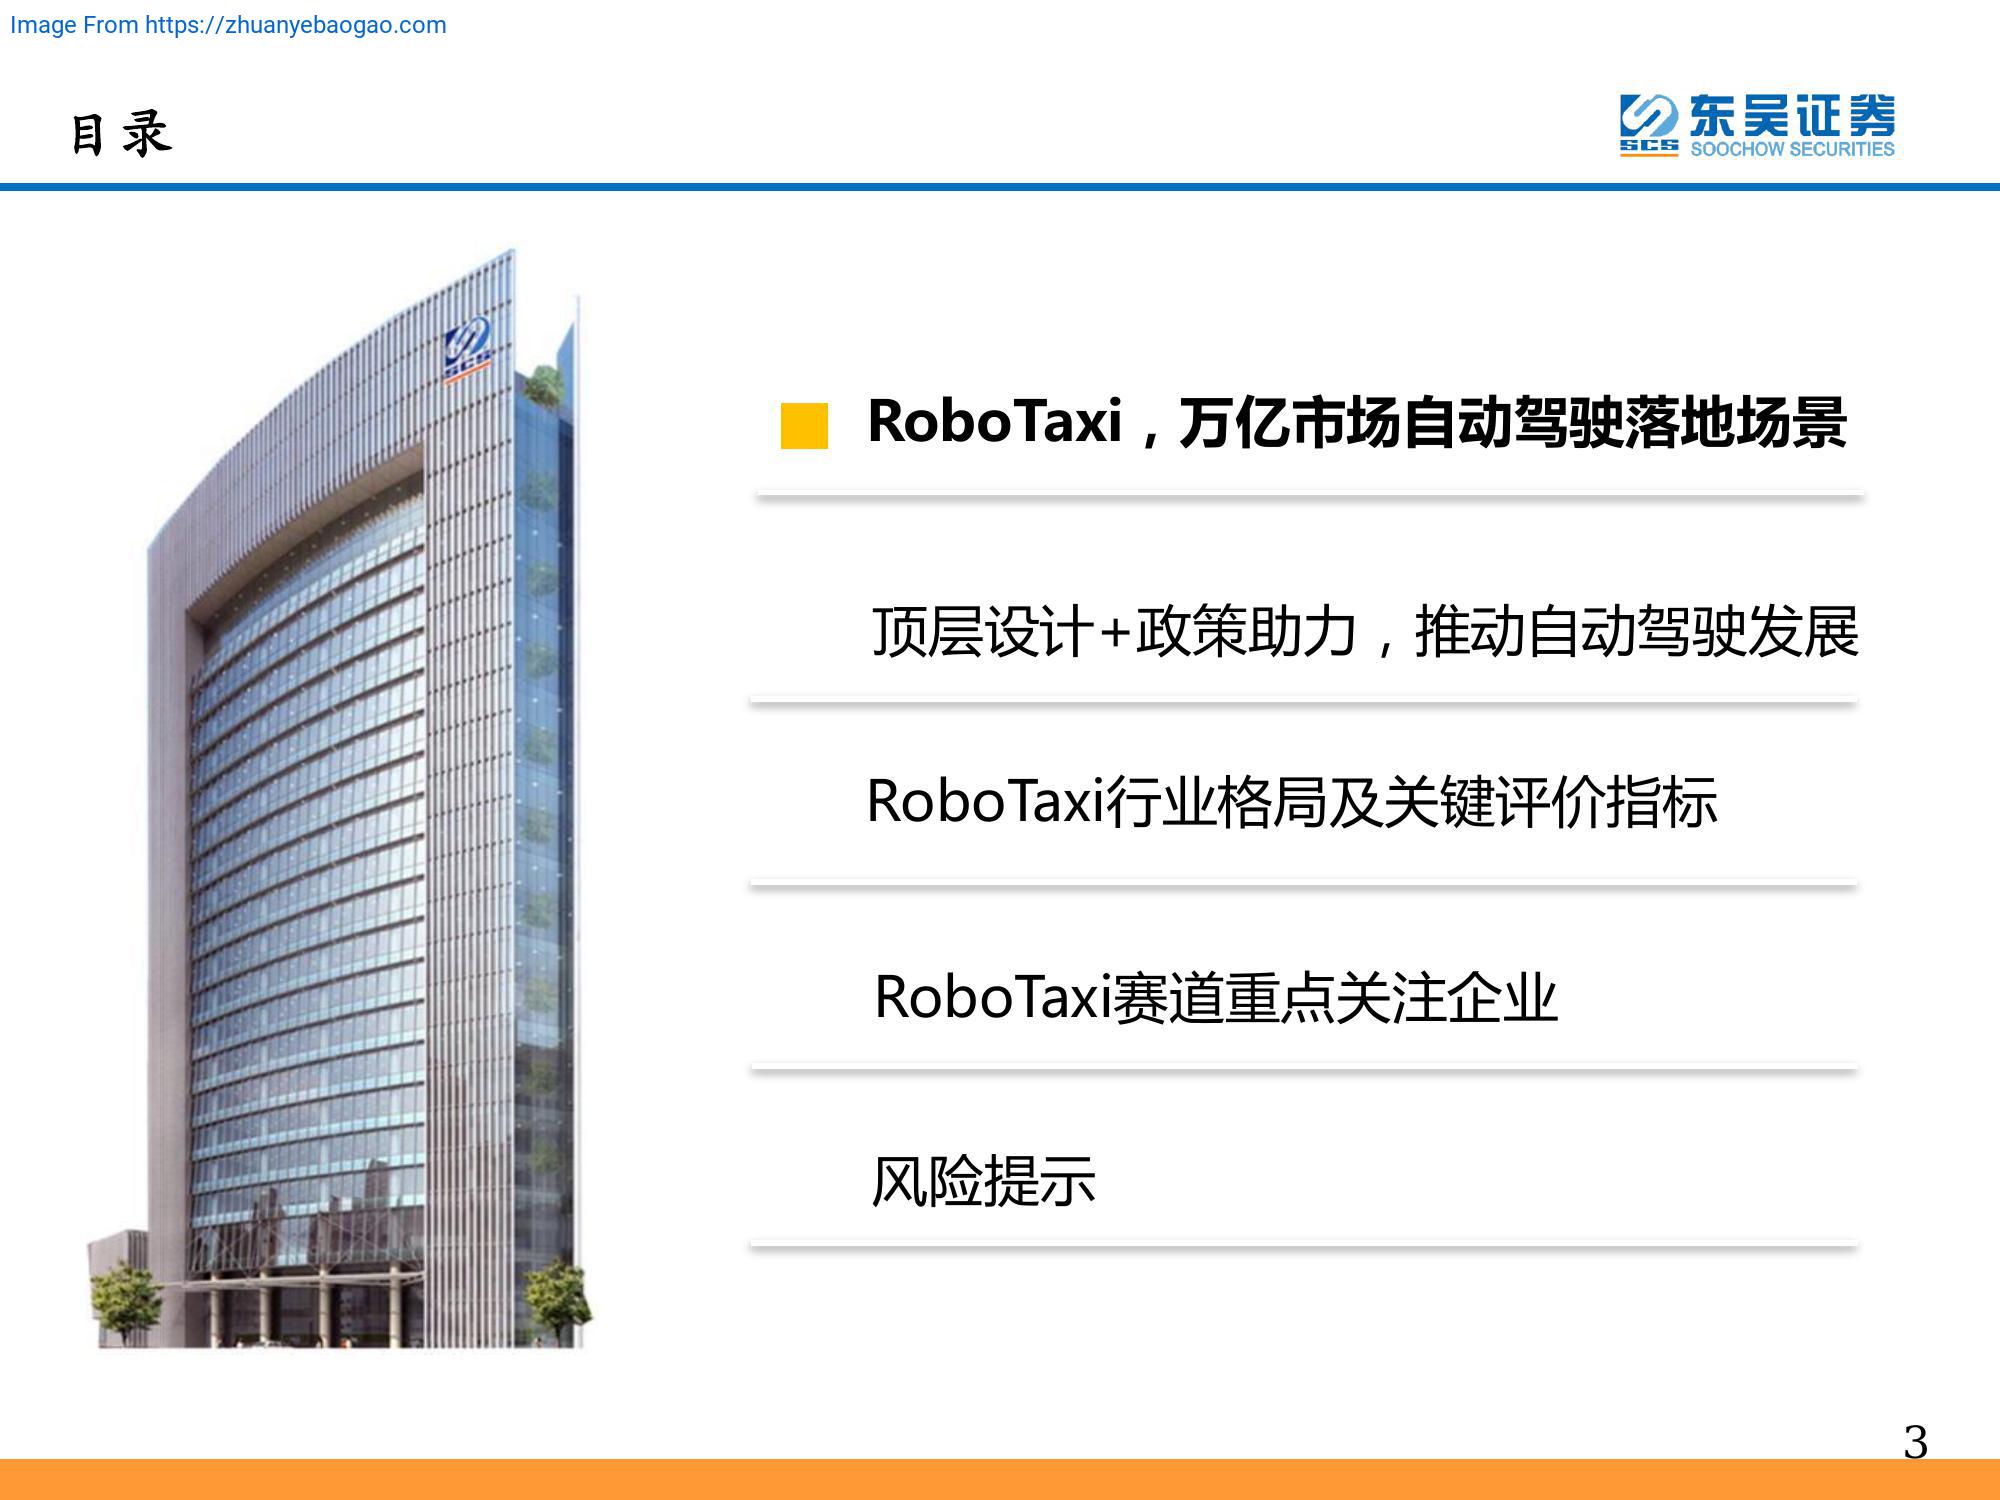 Image From https://zhuanyebaogao.com
目录
东吴证券
SCS
SOOCHOW SECURITIES
SCS
RoboTaxi，万亿市场自动驾驶落地场景
顶层设计+政策助力，推动自动驾驶发展
RoboTaxi行业格局及关键评价指标
RoboTaxi赛道重点关注企业
风险提示
3